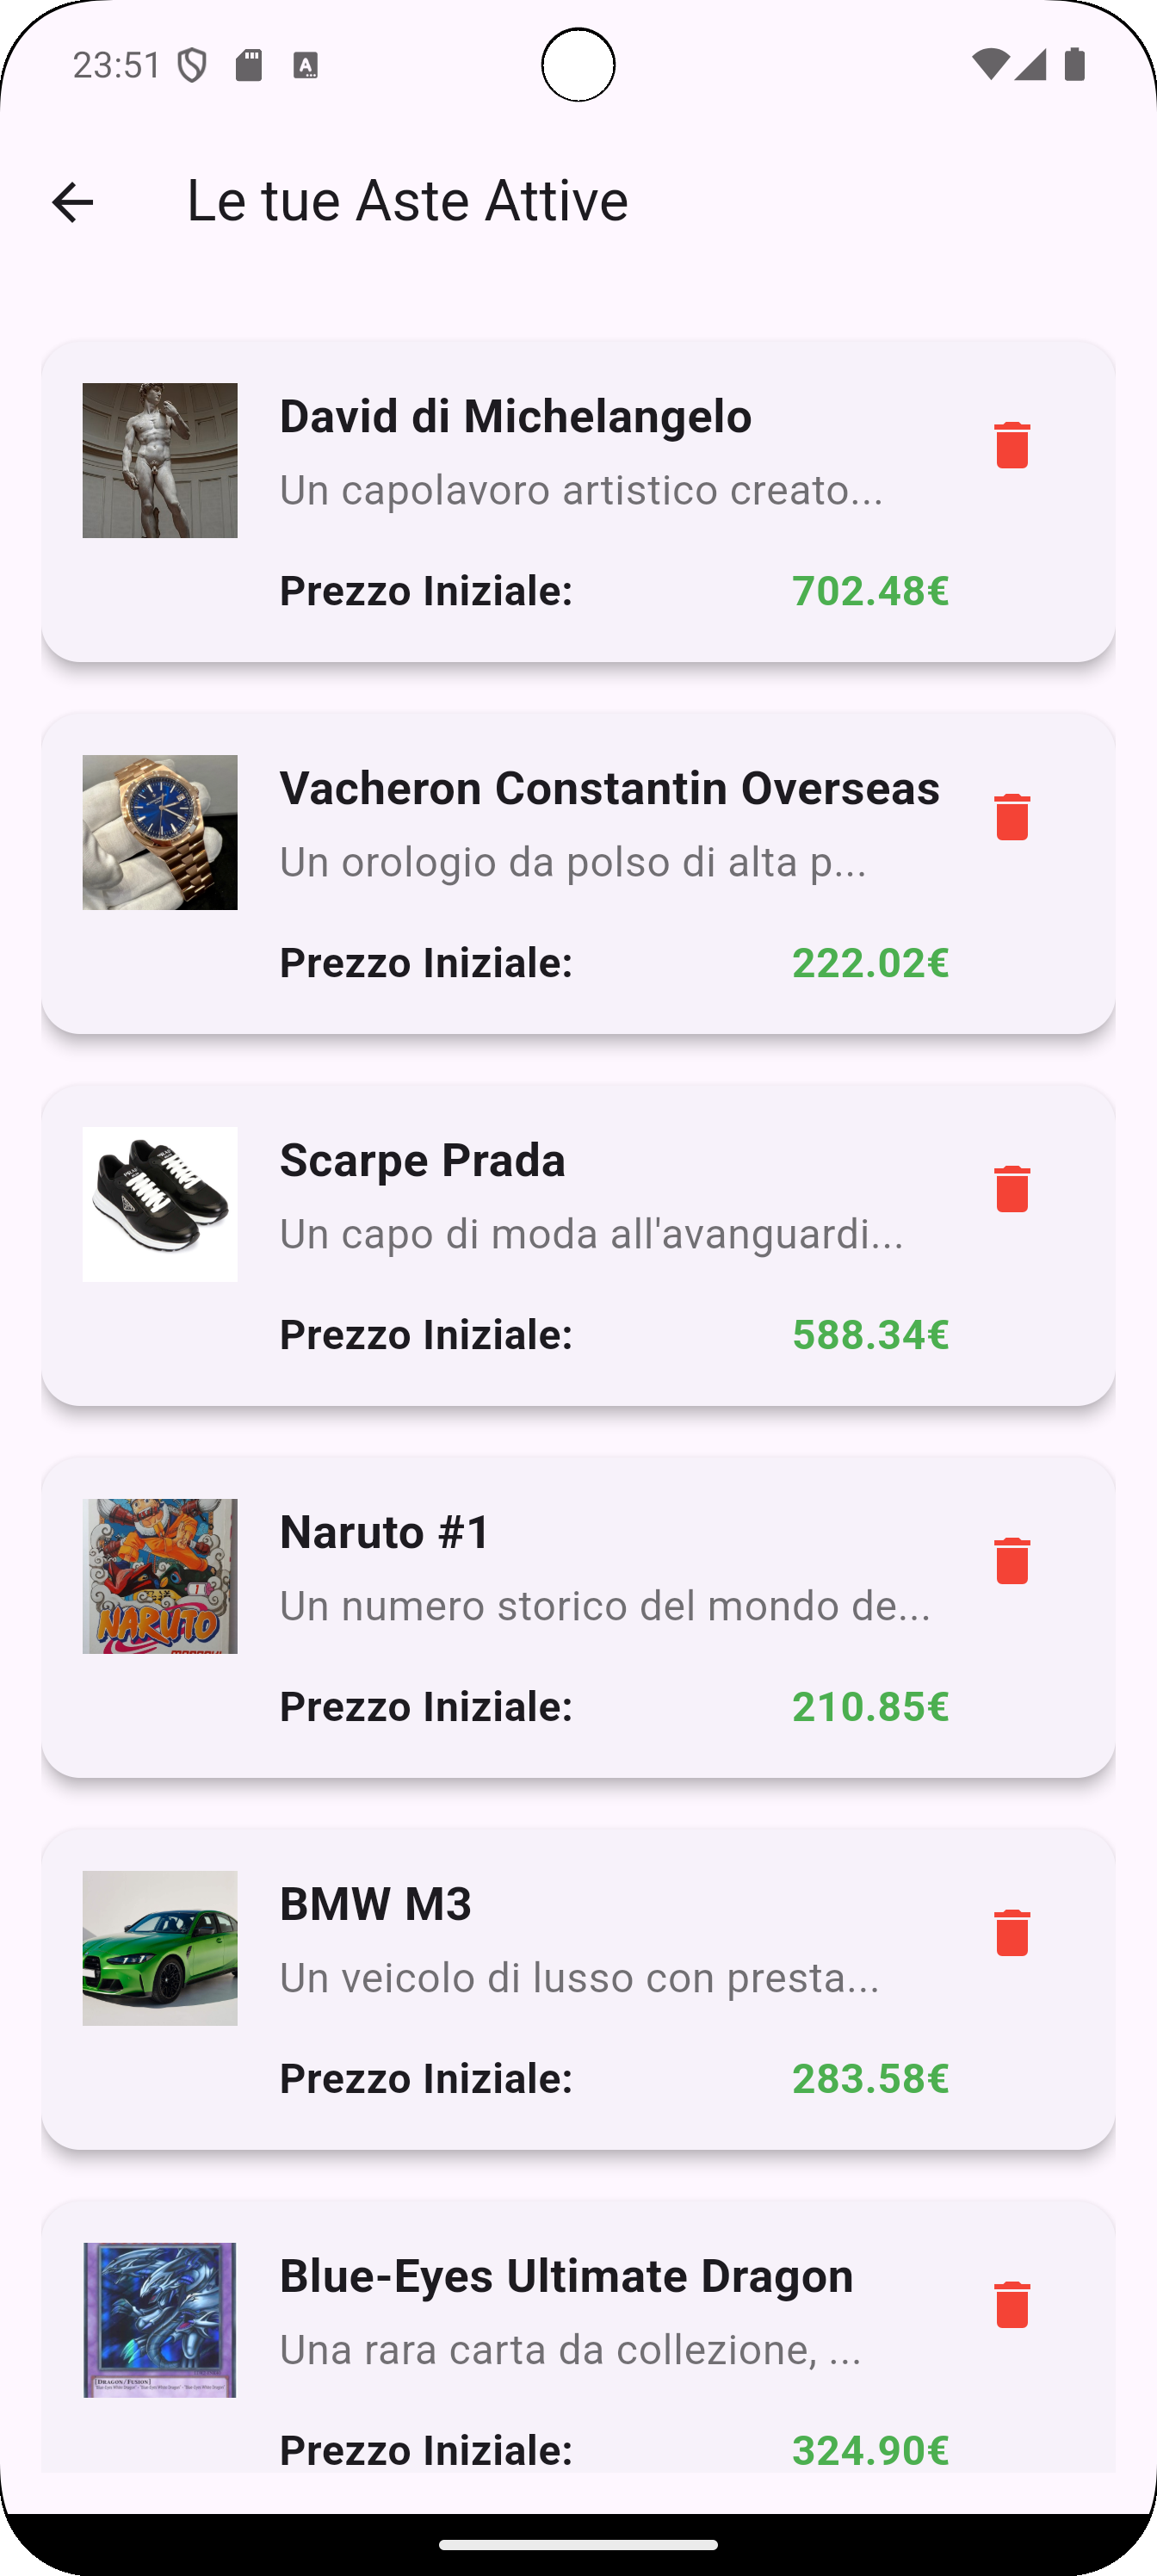 23:51
Le tue Aste Attive
David di Michelangelo
Un capolavoro artistico creato...
Prezzo Iniziale: 702.48€
Vacheron Constantin Overseas
Un orologio da polso di alta p...
Prezzo Iniziale: 222.02€
Scarpe Prada
Un capo di moda all'avanguardi...
Prezzo Iniziale: 588.34€
Naruto #1
Un numero storico del mondo de...
NARUTO
Prezzo Iniziale: 210.85€
BMW M3
Un veicolo di lusso con presta...
Prezzo Iniziale: 283.58€
Blue-Eyes Ultimate Dragon
Una rara carta da collezione, ...
[DRAGON/FUSION]
Prezzo Iniziale: 324.90€